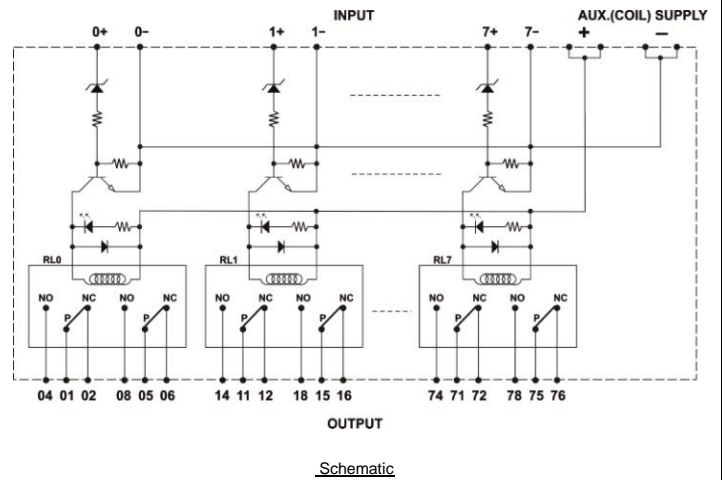 INPUT AUX.(COIL) SUPPLY
0+ 0– 1+ 1– 7+ 7– + –
RL0 RL1 RL7
NO NC NO NC NO NC NO NC NO NC NO NC
P P P P P P
04 01 02 08 05 06 14 11 12 18 15 16 74 71 72 78 75 76
OUTPUT
Schematic